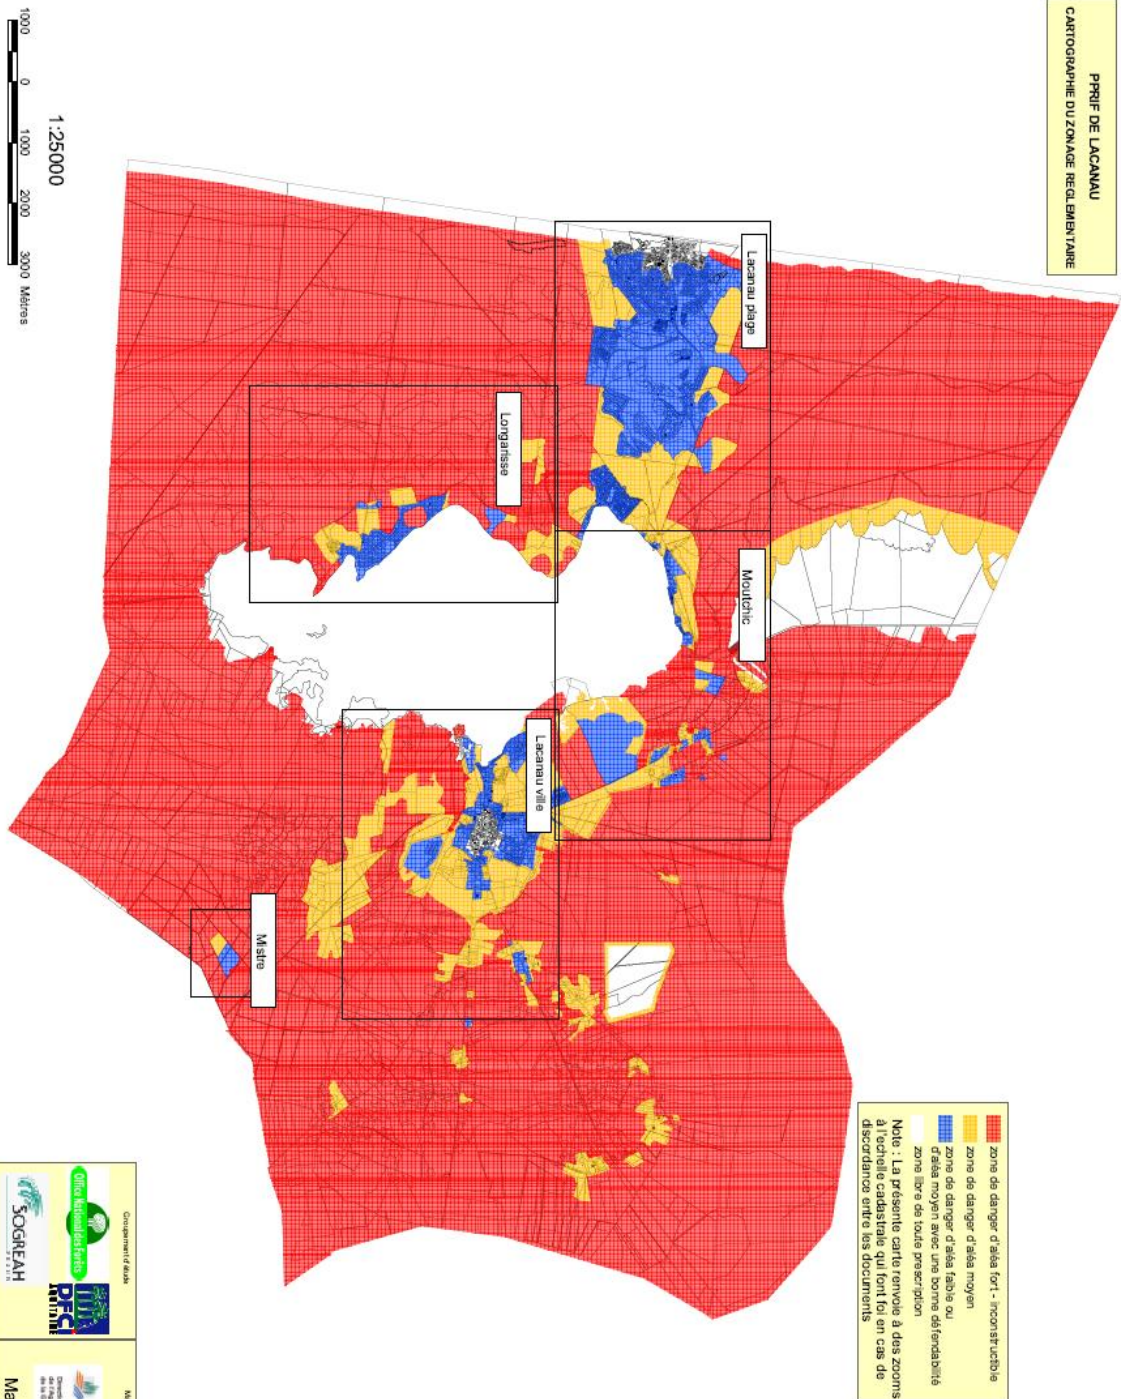 PPRIF DE LACANAU
CARTOGRAPHIE DU ZONAGE REGLEMENTAIRE
Lacanau plage
Moutchic
Longarisse
Lacanau ville
Mistre
zone de danger d'aléa fort - inconstructible
zone de danger d'aléa moyen
zone de danger d'aléa faible ou
d'aléa moyen avec une bonne défendabilité
zone libre de toute prescription
Note : La présente carte renvoie à des zooms
à l'echelle cadastrale qui font foi en cas de
discordance entre les documents
1:25000
1000 0 1000 2000 3000 Mètres
Groupement d'étude
Office National des Forêts
DFCI
AQUITAINE
SOGREAH